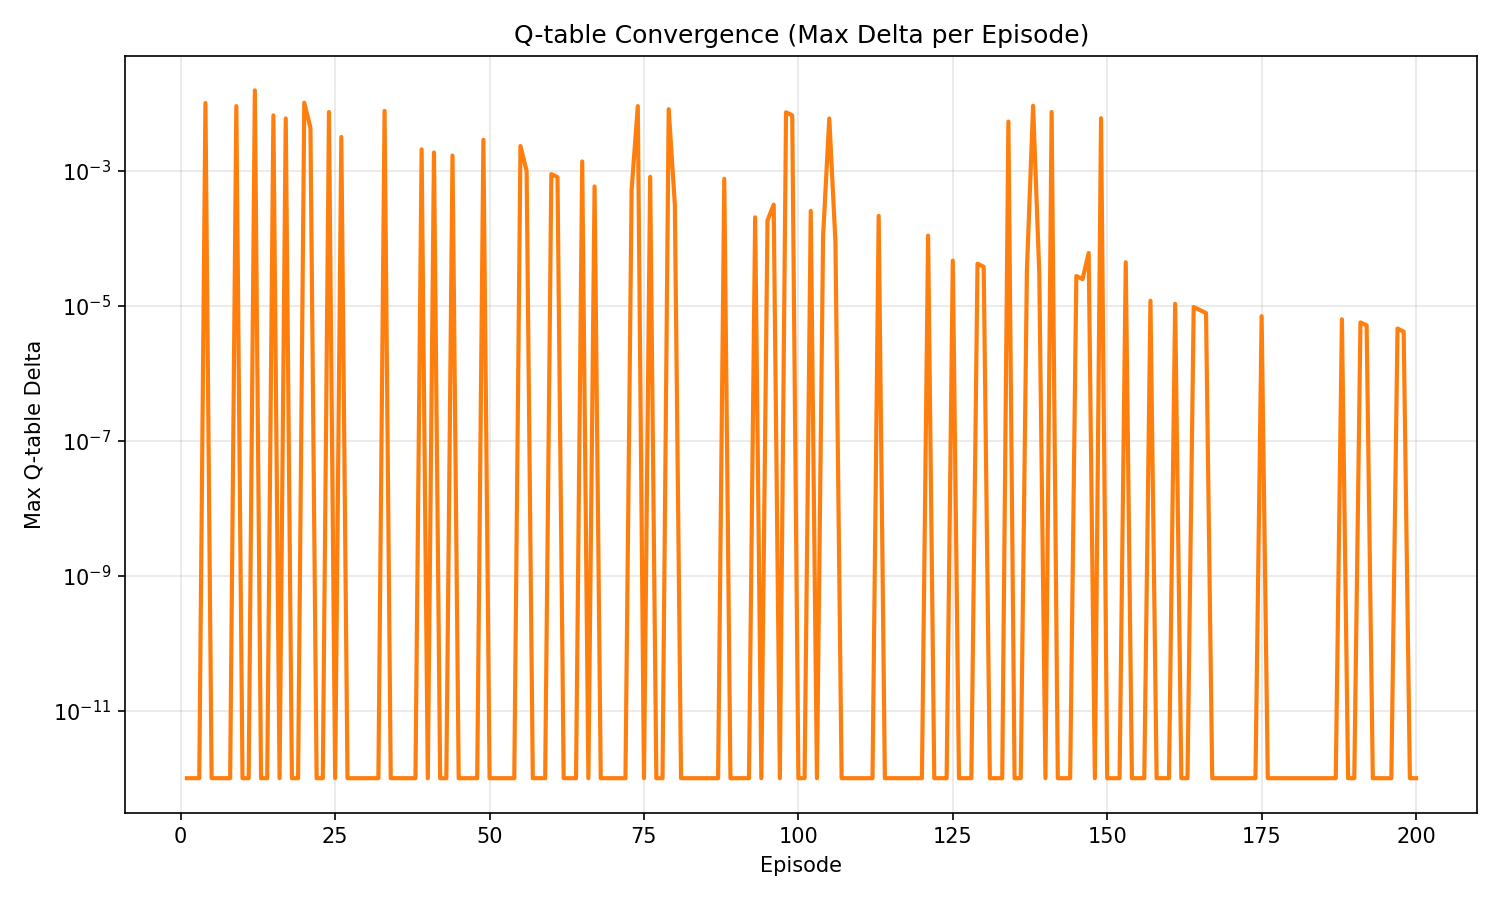 Q-table Convergence (Max Delta per Episode)
Max Q-table Delta
10⁻³
10⁻⁵
10⁻⁷
10⁻⁹
10⁻¹¹
0 25 50 75 100 125 150 175 200
Episode